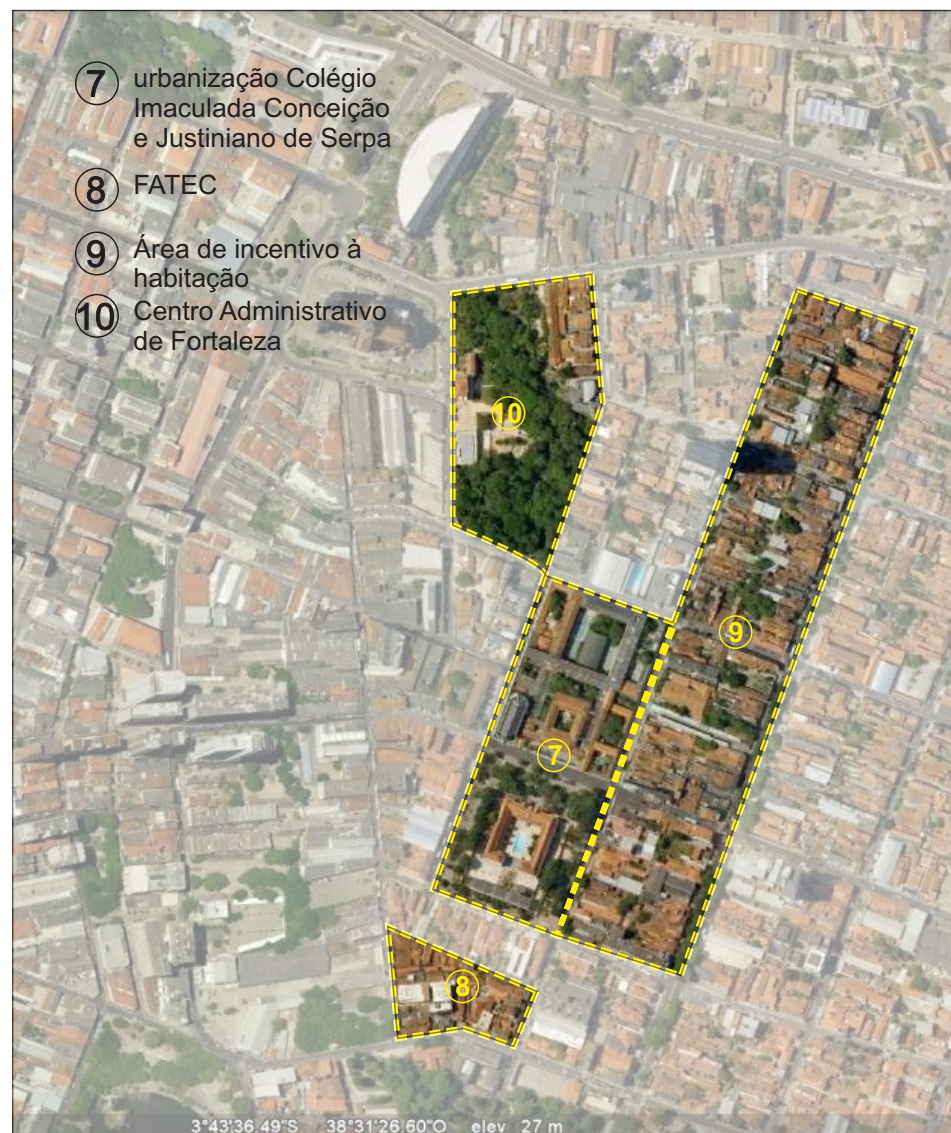 7 urbanização Colégio
Imaculada Conceição
e Justiniano de Serpa
8 FATEC
9 Área de incentivo à
habitação
10 Centro Administrativo
de Fortaleza
10
9
7
8
3°43'36.49"S 38°31'26.60"O elev 27 m